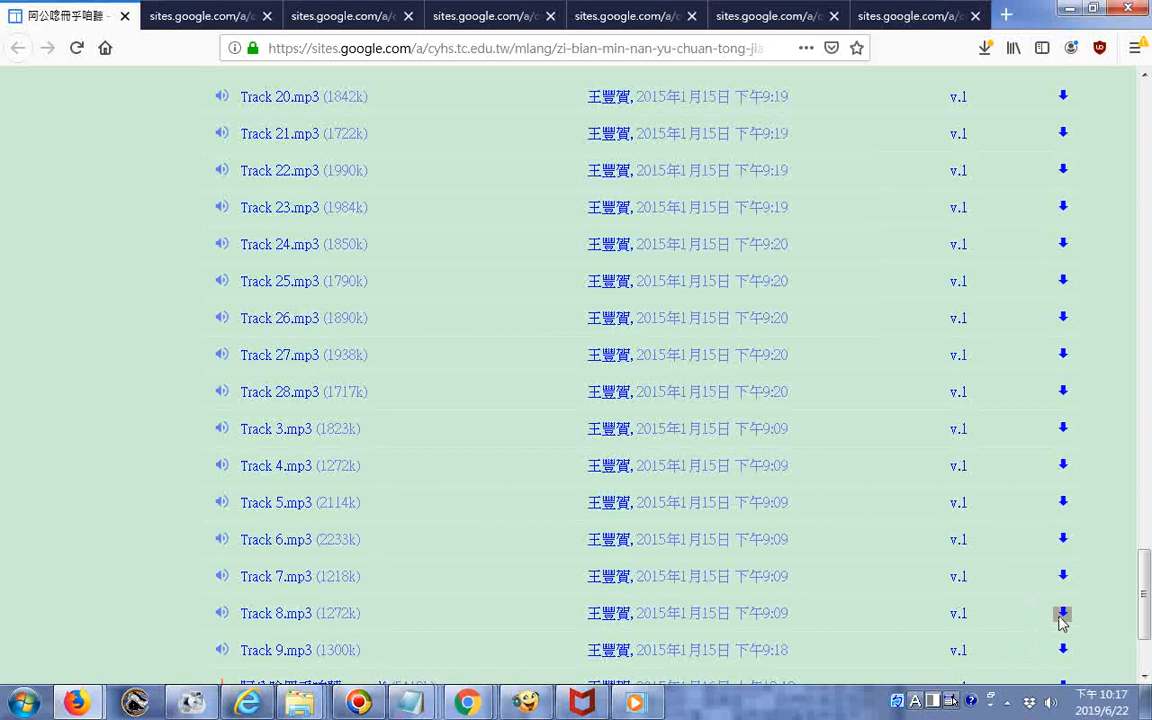 阿公唸冊乎咱聽 -
sites.google.com/a/c
sites.google.com/a/c
sites.google.com/a/c
sites.google.com/a/c
sites.google.com/a/c
sites.google.com/a/c
https://sites.google.com/a/cyhs.tc.edu.tw/mlang/zi-bian-min-nan-yu-chuan-tong-jia
Track 20.mp3 (1842k) 王豐賀, 2015年1月15日 下午9:19 v.1
Track 21.mp3 (1722k) 王豐賀, 2015年1月15日 下午9:19 v.1
Track 22.mp3 (1990k) 王豐賀, 2015年1月15日 下午9:19 v.1
Track 23.mp3 (1984k) 王豐賀, 2015年1月15日 下午9:19 v.1
Track 24.mp3 (1850k) 王豐賀, 2015年1月15日 下午9:20 v.1
Track 25.mp3 (1790k) 王豐賀, 2015年1月15日 下午9:20 v.1
Track 26.mp3 (1890k) 王豐賀, 2015年1月15日 下午9:20 v.1
Track 27.mp3 (1938k) 王豐賀, 2015年1月15日 下午9:20 v.1
Track 28.mp3 (1717k) 王豐賀, 2015年1月15日 下午9:20 v.1
Track 3.mp3 (1823k) 王豐賀, 2015年1月15日 下午9:09 v.1
Track 4.mp3 (1272k) 王豐賀, 2015年1月15日 下午9:09 v.1
Track 5.mp3 (2114k) 王豐賀, 2015年1月15日 下午9:09 v.1
Track 6.mp3 (2233k) 王豐賀, 2015年1月15日 下午9:09 v.1
Track 7.mp3 (1218k) 王豐賀, 2015年1月15日 下午9:09 v.1
Track 8.mp3 (1272k) 王豐賀, 2015年1月15日 下午9:09 v.1
Track 9.mp3 (1300k) 王豐賀, 2015年1月15日 下午9:18 v.1
下午 10:17
2019/6/22